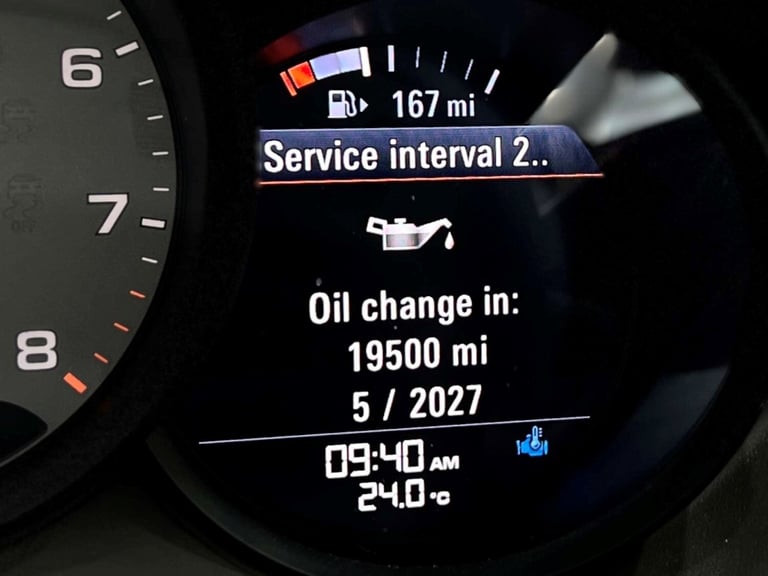 6
7
8
167 mi
Service interval 2..
Oil change in:
19500 mi
5 / 2027
09:40 AM
24.0 °C